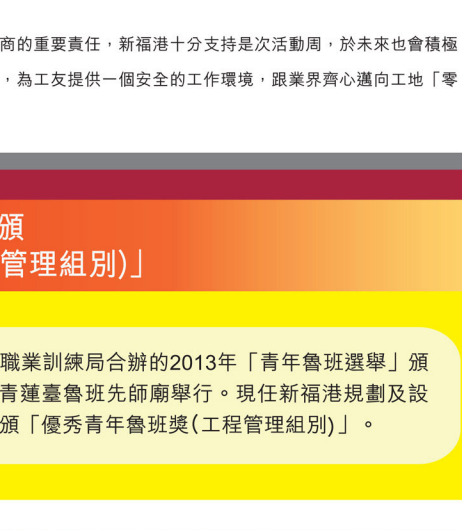 商的重要責任，新福港十分支持是次活動周，於未來也會積極
，為工友提供一個安全的工作環境，跟業界齊心邁向工地「零
頒
管理組別)」
職業訓練局合辦的2013年「青年魯班選舉」頒
青蓮臺魯班先師廟舉行。現任新福港規劃及設
頒「優秀青年魯班獎(工程管理組別)」。